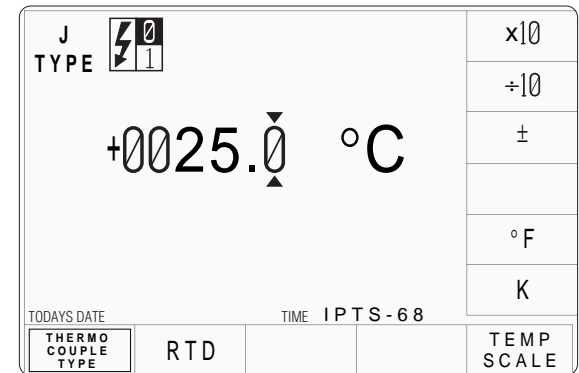 J
TYPE
0
1
x10
÷10
±
+0025.0 °C
°F
K
TODAYS DATE
TIME IPTS-68
THERMO
COUPLE
TYPE
RTD
TEMP
SCALE